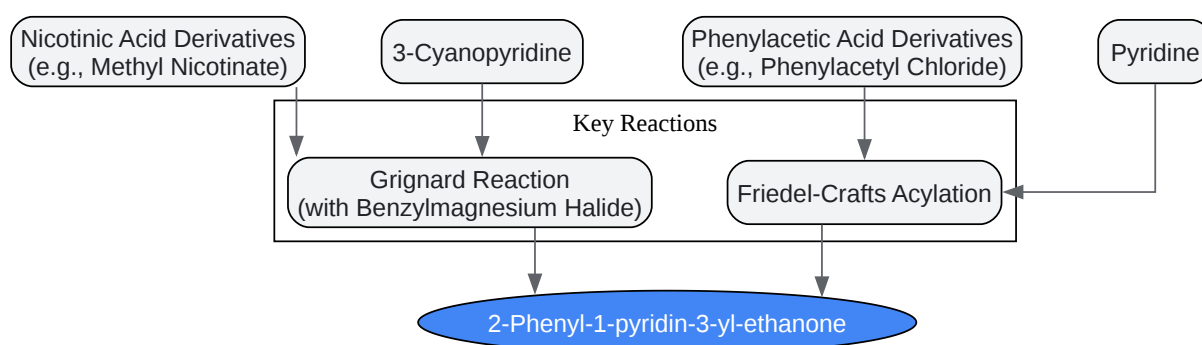 Nicotinic Acid Derivatives
(e.g., Methyl Nicotinate)
3-Cyanopyridine
Phenylacetic Acid Derivatives
(e.g., Phenylacetyl Chloride)
Pyridine
Key Reactions
Grignard Reaction
(with Benzylmagnesium Halide)
Friedel-Crafts Acylation
2-Phenyl-1-pyridin-3-yl-ethanone